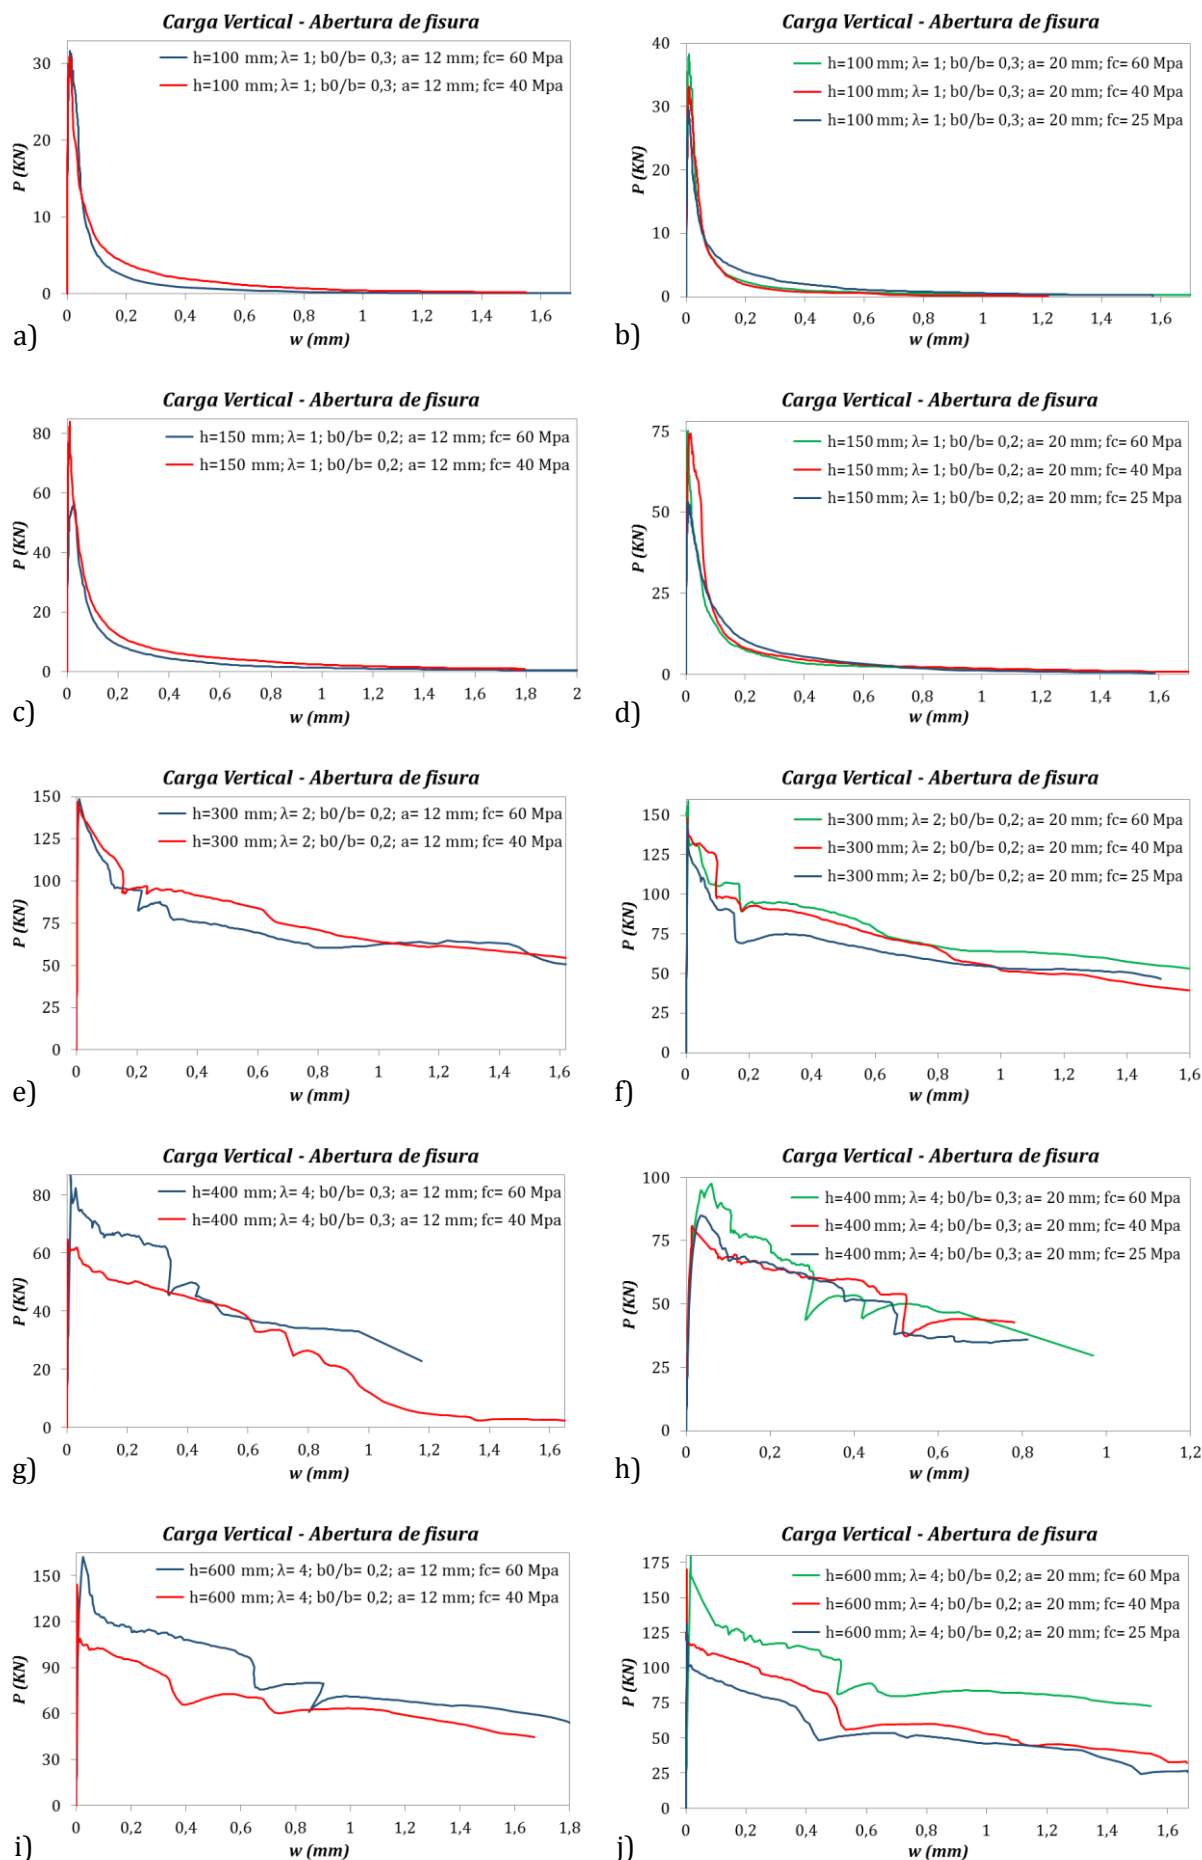 Carga Vertical - Abertura de fisura
h=100 mm; λ= 1; b0/b= 0,3; a= 12 mm; fc= 60 Mpa
h=100 mm; λ= 1; b0/b= 0,3; a= 12 mm; fc= 40 Mpa
30
20
10
0
P (KN)
0 0,2 0,4 0,6 0,8 1 1,2 1,4 1,6
w (mm)
a)
Carga Vertical - Abertura de fisura
h=100 mm; λ= 1; b0/b= 0,3; a= 20 mm; fc= 60 Mpa
h=100 mm; λ= 1; b0/b= 0,3; a= 20 mm; fc= 40 Mpa
h=100 mm; λ= 1; b0/b= 0,3; a= 20 mm; fc= 25 Mpa
40
30
20
10
0
P (KN)
0 0,2 0,4 0,6 0,8 1 1,2 1,4 1,6
w (mm)
b)
Carga Vertical - Abertura de fisura
h=150 mm; λ= 1; b0/b= 0,2; a= 12 mm; fc= 60 Mpa
h=150 mm; λ= 1; b0/b= 0,2; a= 12 mm; fc= 40 Mpa
80
60
40
20
0
P (KN)
0 0,2 0,4 0,6 0,8 1 1,2 1,4 1,6 1,8 2
w (mm)
c)
Carga Vertical - Abertura de fisura
h=150 mm; λ= 1; b0/b= 0,2; a= 20 mm; fc= 60 Mpa
h=150 mm; λ= 1; b0/b= 0,2; a= 20 mm; fc= 40 Mpa
h=150 mm; λ= 1; b0/b= 0,2; a= 20 mm; fc= 25 Mpa
75
50
25
0
P (KN)
0 0,2 0,4 0,6 0,8 1 1,2 1,4 1,6
w (mm)
d)
Carga Vertical - Abertura de fisura
h=300 mm; λ= 2; b0/b= 0,2; a= 12 mm; fc= 60 Mpa
h=300 mm; λ= 2; b0/b= 0,2; a= 12 mm; fc= 40 Mpa
150
125
100
75
50
25
0
P (KN)
0 0,2 0,4 0,6 0,8 1 1,2 1,4 1,6
w (mm)
e)
Carga Vertical - Abertura de fisura
h=300 mm; λ= 2; b0/b= 0,2; a= 20 mm; fc= 60 Mpa
h=300 mm; λ= 2; b0/b= 0,2; a= 20 mm; fc= 40 Mpa
h=300 mm; λ= 2; b0/b= 0,2; a= 20 mm; fc= 25 Mpa
150
125
100
75
50
25
0
P (KN)
0 0,2 0,4 0,6 0,8 1 1,2 1,4 1,6
w (mm)
f)
Carga Vertical - Abertura de fisura
h=400 mm; λ= 4; b0/b= 0,3; a= 12 mm; fc= 60 Mpa
h=400 mm; λ= 4; b0/b= 0,3; a= 12 mm; fc= 40 Mpa
80
60
40
20
0
P (KN)
0 0,2 0,4 0,6 0,8 1 1,2 1,4 1,6
w (mm)
g)
Carga Vertical - Abertura de fisura
h=400 mm; λ= 4; b0/b= 0,3; a= 20 mm; fc= 60 Mpa
h=400 mm; λ= 4; b0/b= 0,3; a= 20 mm; fc= 40 Mpa
h=400 mm; λ= 4; b0/b= 0,3; a= 20 mm; fc= 25 Mpa
100
75
50
25
0
P (KN)
0 0,2 0,4 0,6 0,8 1 1,2
w (mm)
h)
Carga Vertical - Abertura de fisura
h=600 mm; λ= 4; b0/b= 0,2; a= 12 mm; fc= 60 Mpa
h=600 mm; λ= 4; b0/b= 0,2; a= 12 mm; fc= 40 Mpa
150
120
90
60
30
0
P (KN)
0 0,2 0,4 0,6 0,8 1 1,2 1,4 1,6 1,8
w (mm)
i)
Carga Vertical - Abertura de fisura
h=600 mm; λ= 4; b0/b= 0,2; a= 20 mm; fc= 60 Mpa
h=600 mm; λ= 4; b0/b= 0,2; a= 20 mm; fc= 40 Mpa
h=600 mm; λ= 4; b0/b= 0,2; a= 20 mm; fc= 25 Mpa
175
150
125
100
75
50
25
0
P (KN)
0 0,2 0,4 0,6 0,8 1 1,2 1,4 1,6
w (mm)
j)